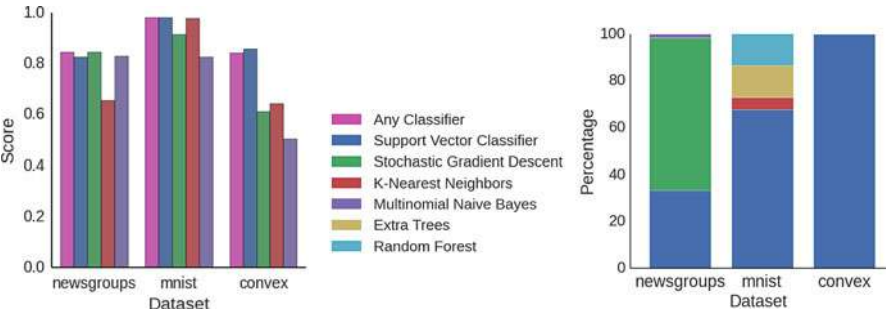 1.0
0.8
0.6
0.4
0.2
0.0
Score
newsgroups mnist convex
Dataset
Any Classifier
Support Vector Classifier
Stochastic Gradient Descent
K-Nearest Neighbors
Multinomial Naive Bayes
Extra Trees
Random Forest
100
80
60
40
20
0
Percentage
newsgroups mnist convex
Dataset